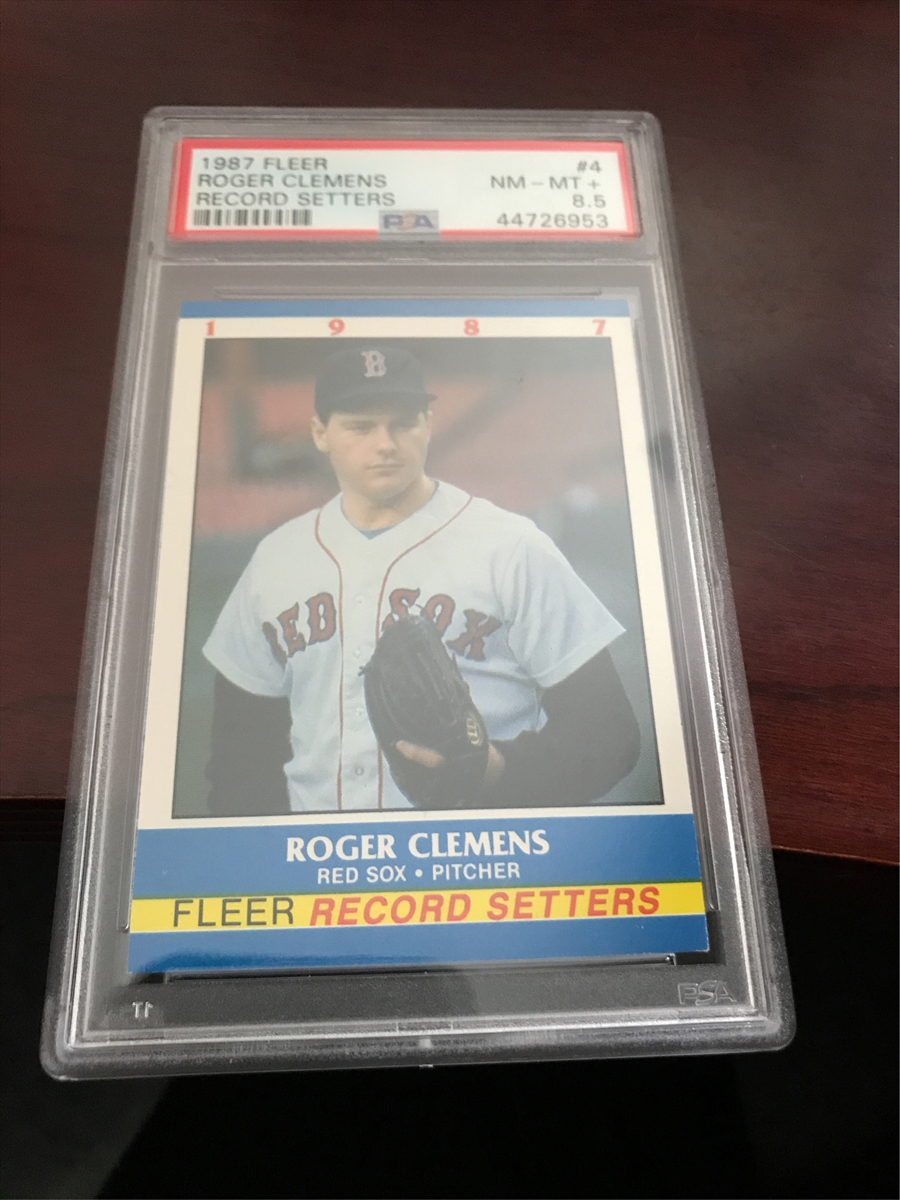 1987 FLEER #4
ROGER CLEMENS NM - MT +
RECORD SETTERS 8.5
PSA 44726953
1 9 8 7
B
RED SOX
ROGER CLEMENS
RED SOX • PITCHER
FLEER RECORD SETTERS
PSA